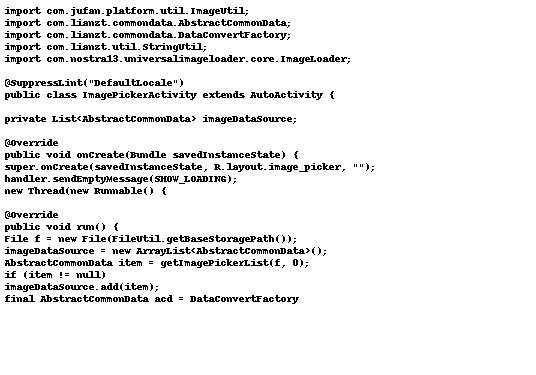 import com.jufan.platform.util.ImageUtil;
import com.lianzt.commondata.AbstractCommonData;
import com.lianzt.commondata.DataConvertFactory;
import com.lianzt.util.StringUtil;
import com.nostra13.universalimageloader.core.ImageLoader;

@SuppressLint("DefaultLocale")
public class ImagePickerActivity extends AutoActivity {

private List<AbstractCommonData> imageDataSource;

@Override
public void onCreate(Bundle savedInstanceState) {
super.onCreate(savedInstanceState, R.layout.image_picker, "");
handler.sendEmptyMessage(SHOW_LOADING);
new Thread(new Runnable() {

@Override
public void run() {
File f = new File(FileUtil.getBaseStoragePath());
imageDataSource = new ArrayList<AbstractCommonData>();
AbstractCommonData item = getImagePickerList(f, 0);
if (item != null)
imageDataSource.add(item);
final AbstractCommonData acd = DataConvertFactory